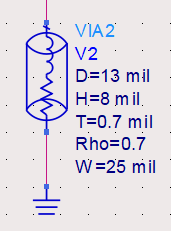 VIA2
V2
D=13 mil
H=8 mil
T=0.7 mil
Rho=0.7
W=25 mil